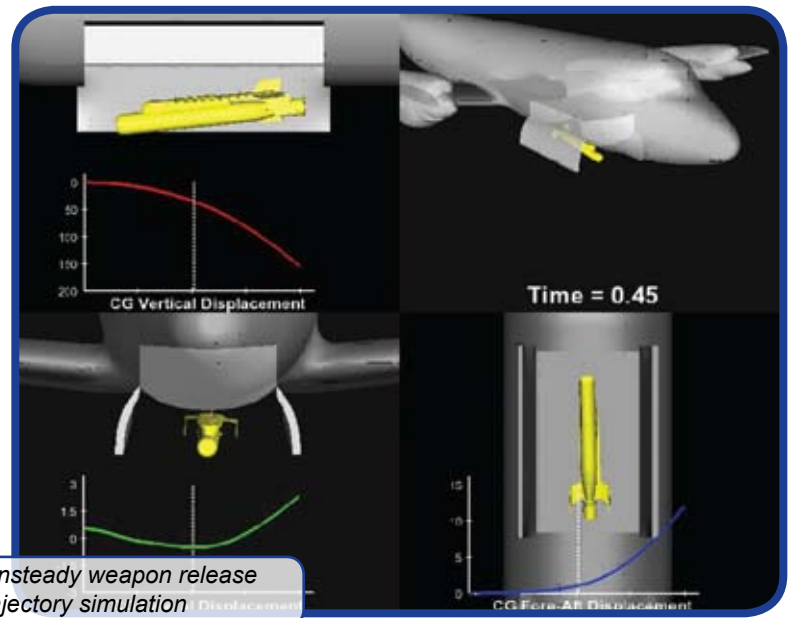 0
50
100
150
200
CG Vertical Displacement
Time = 0.45
3
1.5
0
15
10
5
0
CG Fore-Aft Displacement
nsteady weapon release
jectory simulation